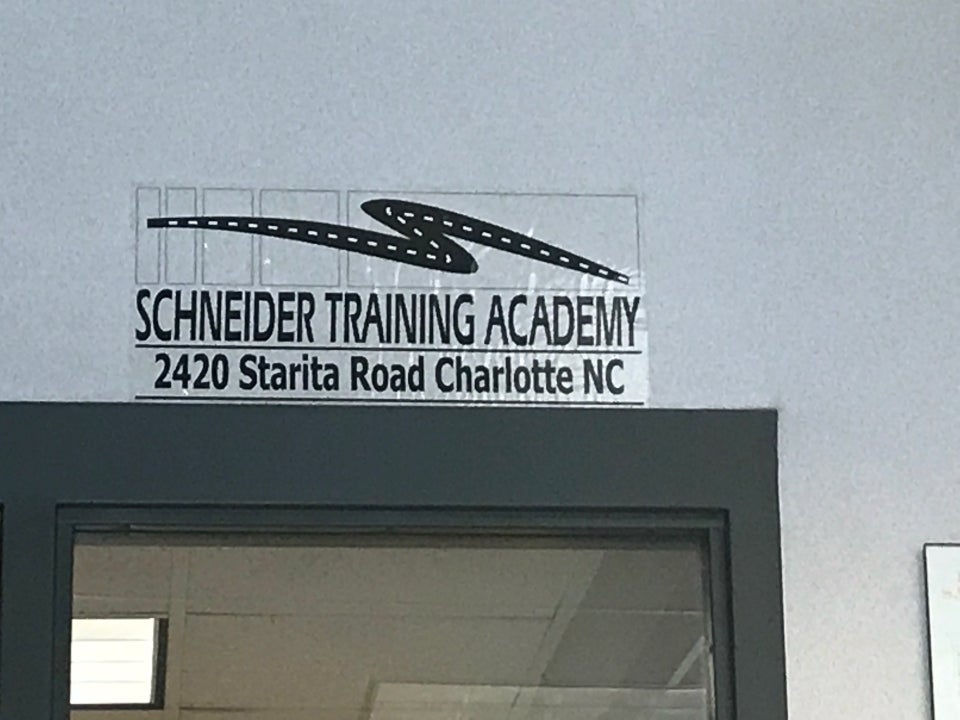 SCHNEIDER TRAINING ACADEMY
2420 Starita Road Charlotte NC